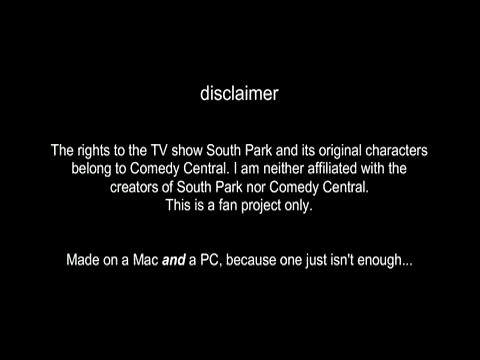 disclaimer
The rights to the TV show South Park and its original characters
belong to Comedy Central. I am neither affiliated with the
creators of South Park nor Comedy Central.
This is a fan project only.
Made on a Mac and a PC, because one just isn't enough...